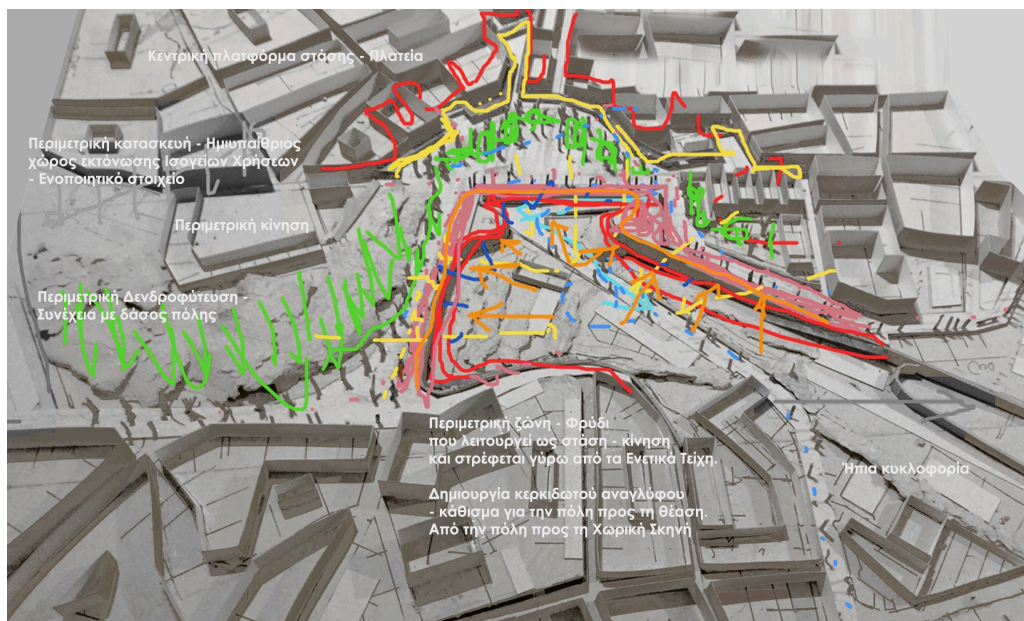 Κεντρική πλατφόρμα στάσης - Πλατεία
Περιμετρική κατασκευή - Ημιυπαίθριος
χώρος εκτόνωσης Ισογείων Χρήσεων
- Ενοποιητικό στοιχείο
Περιμετρική κίνηση
Περιμετρική Δενδροφύτευση -
Συνέχεια με δάσος πόλης
Περιμετρική ζώνη - Φρύδι
που λειτουργεί ως στάση - κίνηση
και στρέφεται γύρω από τα Ενετικά Τείχη.
Ήπια κυκλοφορία
Δημιουργία κερκιδωτού αναγλύφου
- κάθισμα για την πόλη προς τη θέαση.
Από την πόλη προς τη Χωρική Σκηνή